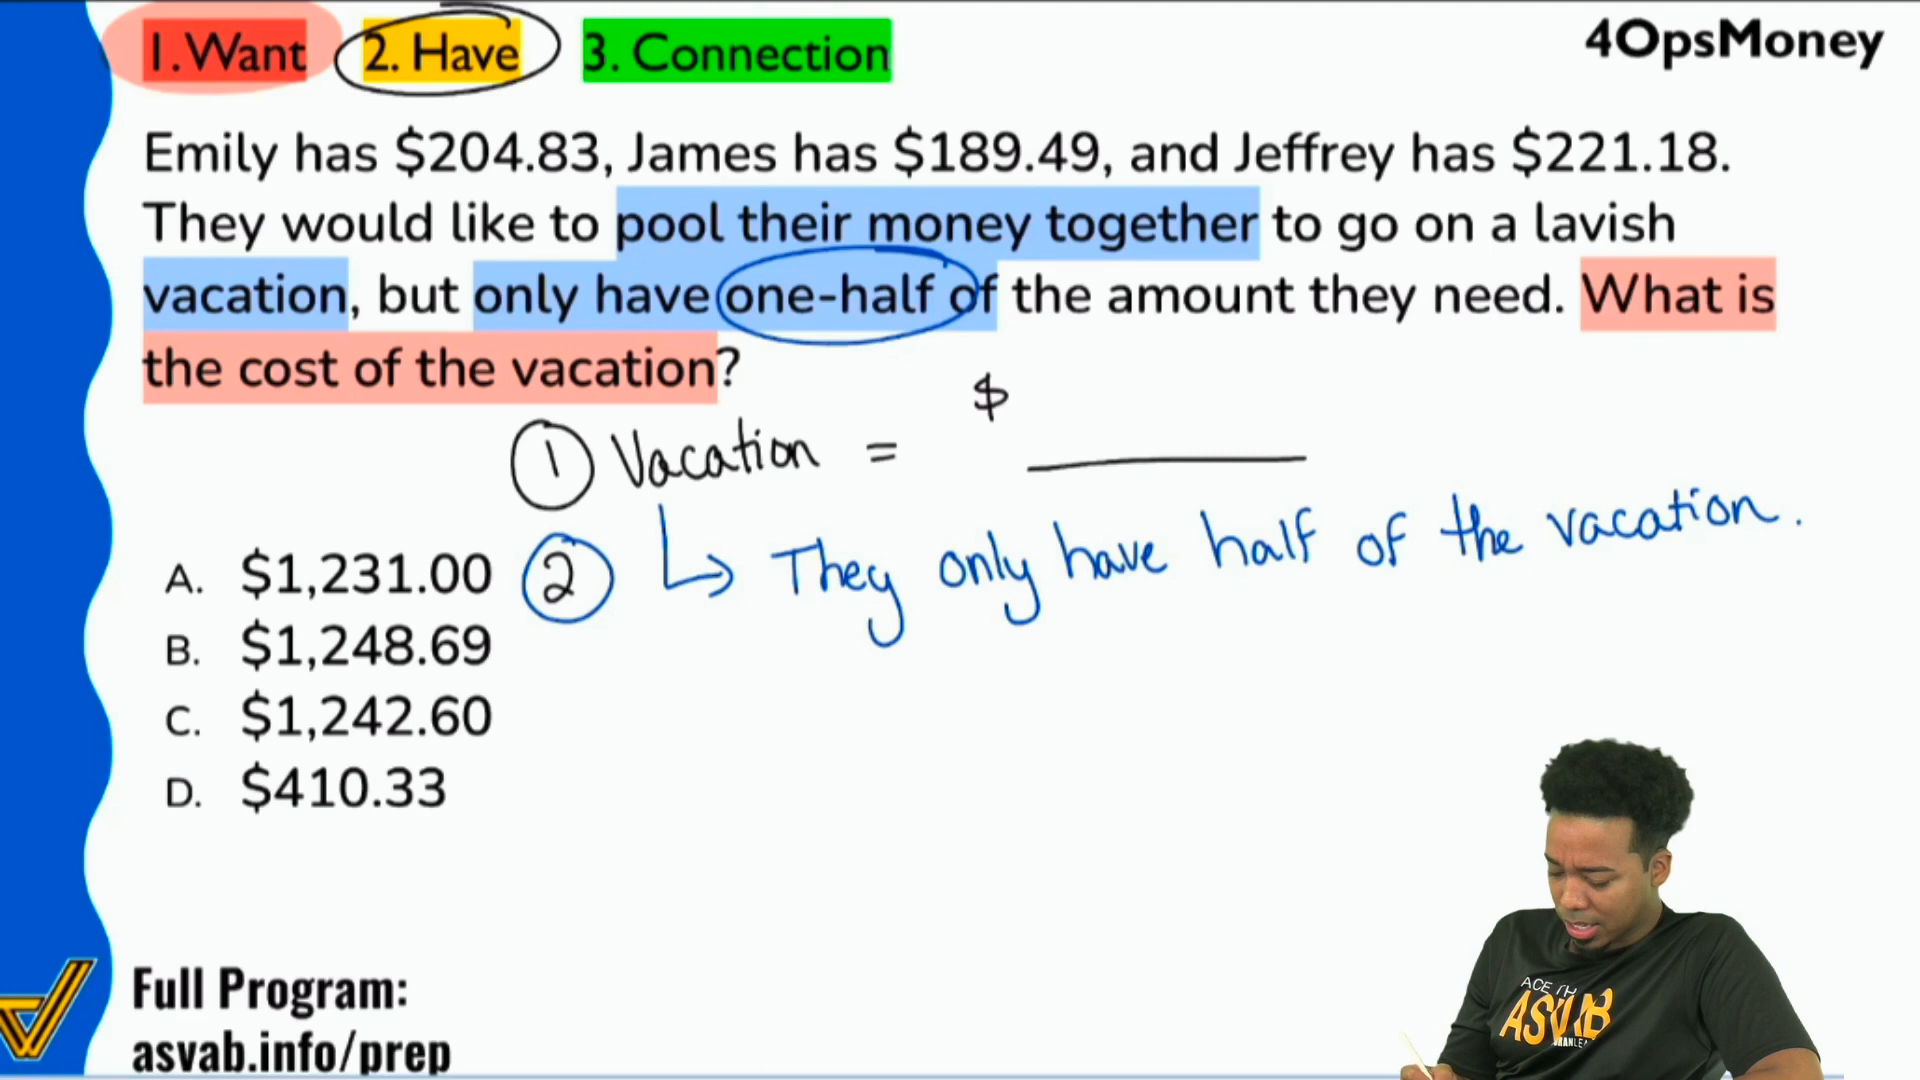 1. Want 2. Have 3. Connection 4OpsMoney
Emily has $204.83, James has $189.49, and Jeffrey has $221.18.
They would like to pool their money together to go on a lavish
vacation, but only have one-half of the amount they need. What is
the cost of the vacation?
1 Vacation = $
2 They only have half of the vacation.
A. $1,231.00
B. $1,248.69
C. $1,242.60
D. $410.33
Full Program:
asvab.info/prep
ACE TH
ASVAB